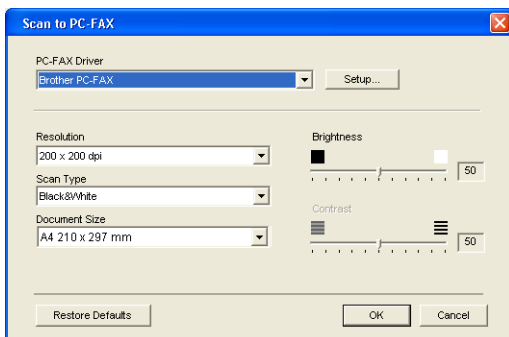 Scan to PC-FAX
PC-FAX Driver
Brother PC-FAX
Setup...
Resolution
200 x 200 dpi
Scan Type
Black&White
Document Size
A4 210 x 297 mm
Brightness
50
Contrast
50
Restore Defaults
OK
Cancel